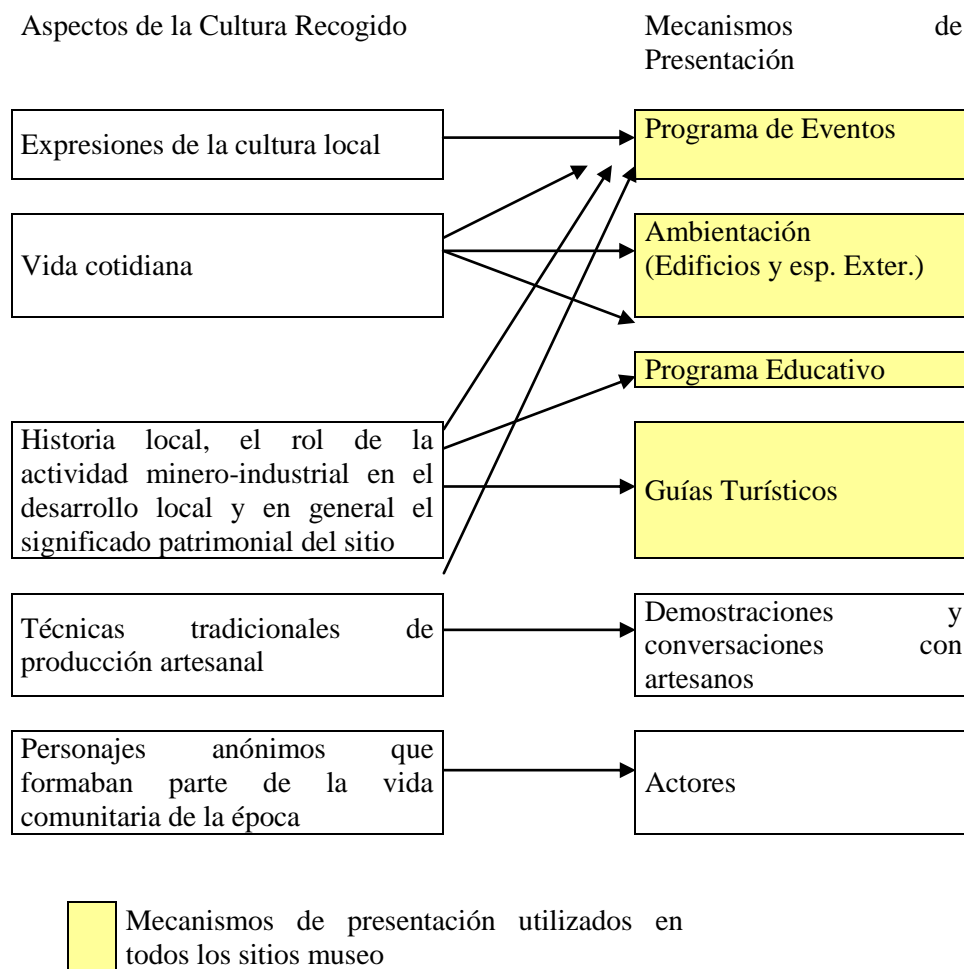 Aspectos de la Cultura Recogido
Mecanismos de
Presentación
Expresiones de la cultura local
Programa de Eventos
Vida cotidiana
Ambientación
(Edificios y esp. Exter.)
Programa Educativo
Historia local, el rol de la
actividad minero-industrial en el
desarrollo local y en general el
significado patrimonial del sitio
Guías Turísticos
Técnicas tradicionales de
producción artesanal
Demostraciones y
conversaciones con
artesanos
Personajes anónimos que
formaban parte de la vida
comunitaria de la época
Actores
Mecanismos de presentación utilizados en
todos los sitios museo